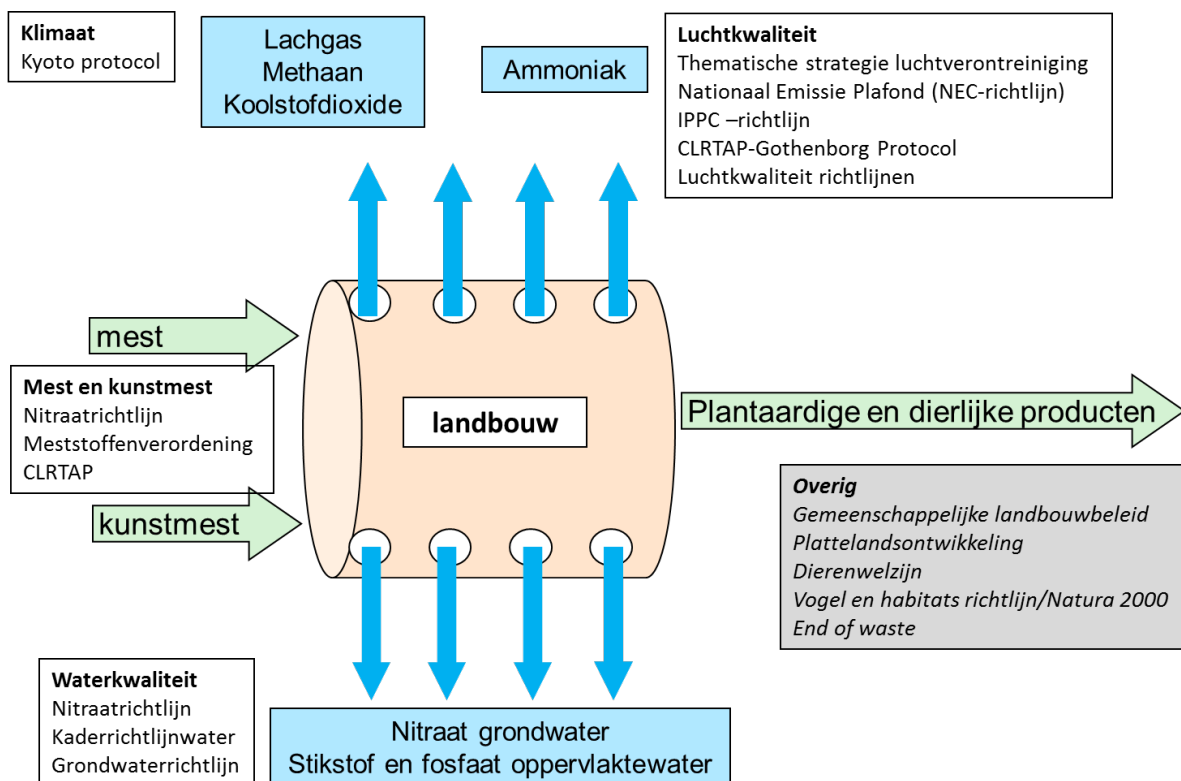 Klimaat
Kyoto protocol
Lachgas
Methaan
Koolstofdioxide
Ammoniak
Luchtkwaliteit
Thematische strategie luchtverontreiniging
Nationaal Emissie Plafond (NEC-richtlijn)
IPPC –richtlijn
CLRTAP-Gothenborg Protocol
Luchtkwaliteit richtlijnen
mest
Mest en kunstmest
Nitraatrichtlijn
Meststoffenverordening
CLRTAP
kunstmest
landbouw
Plantaardige en dierlijke producten
Overig
Gemeenschappelijke landbouwbeleid
Plattelandsontwikkeling
Dierenwelzijn
Vogel en habitats richtlijn/Natura 2000
End of waste
Waterkwaliteit
Nitraatrichtlijn
Kaderrichtlijnwater
Grondwaterrichtlijn
Nitraat grondwater
Stikstof en fosfaat oppervlaktewater